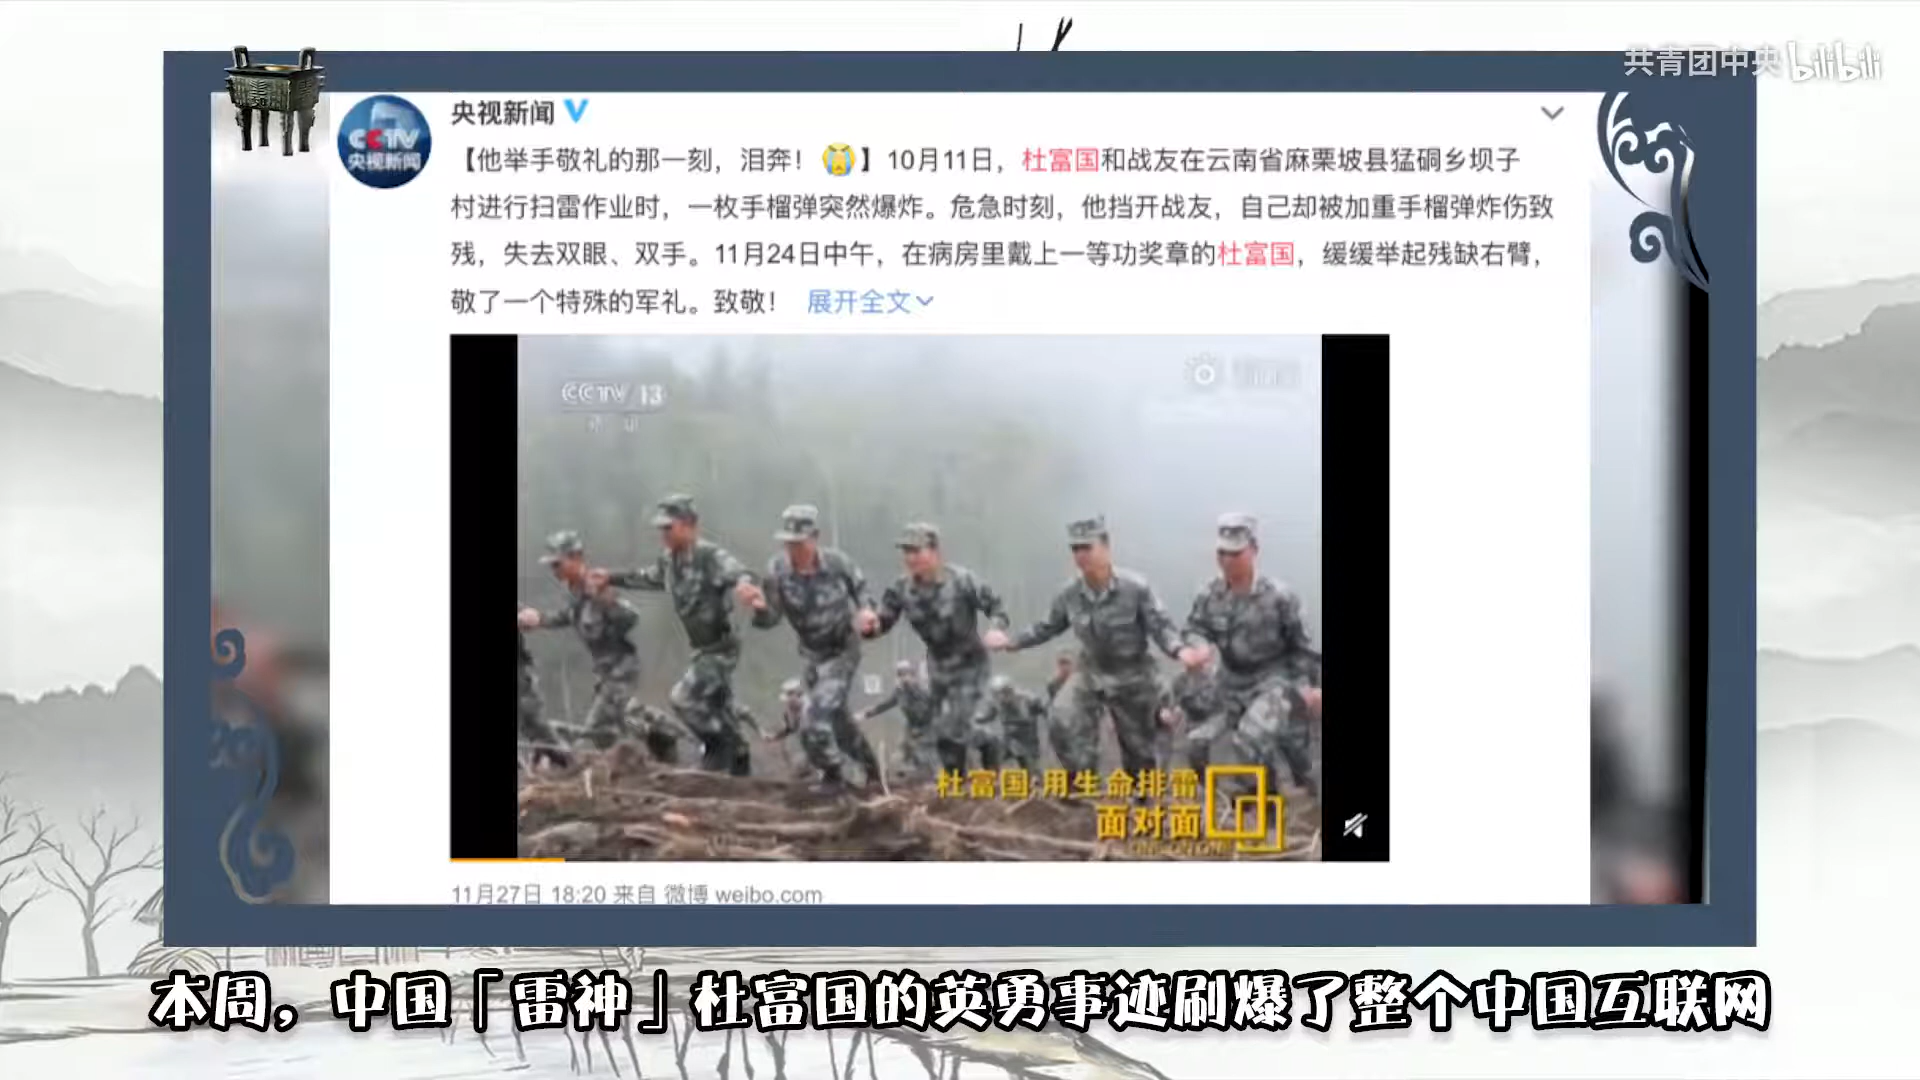 共青团中央 bilibili
央视新闻
CCTV
央视新闻
【他举手敬礼的那一刻，泪奔！😭】10月11日，杜富国和战友在云南省麻栗坡县猛硐乡坝子
村进行扫雷作业时，一枚手榴弹突然爆炸。危急时刻，他挡开战友，自己却被加重手榴弹炸伤致
残，失去双眼、双手。11月24日中午，在病房里戴上一等功奖章的杜富国，缓缓举起残缺右臂，
敬了一个特殊的军礼。致敬！ 展开全文
CCTV 13
杜富国:用生命排雷
面对面
ONE ON ONE
11月27日 18:20 来自 微博 weibo.com
本周，中国「雷神」杜富国的英勇事迹刷爆了整个中国互联网